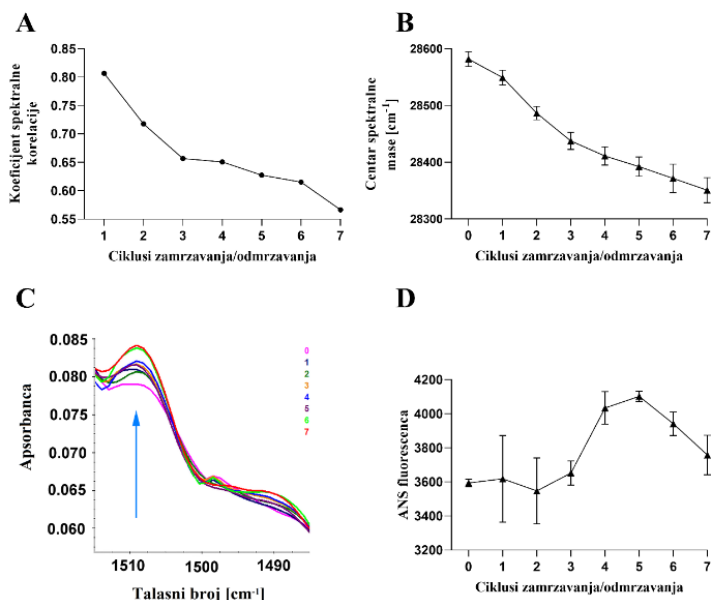 A
Koeficijent spektralne
korelacije
0.85
0.80
0.75
0.70
0.65
0.60
0.55
1 2 3 4 5 6 7
Ciklusi zamrzavanja/odmrzavanja
B
Centar spektralne
mase [cm⁻¹]
28600
28500
28400
28300
0 1 2 3 4 5 6 7
Ciklusi zamrzavanja/odmrzavanja
C
Apsorbanca
0.085
0.080
0.075
0.070
0.065
0.060
0
1
2
3
4
5
6
7
1510 1500 1490
Talasni broj [cm⁻¹]
D
ANS fluorescenca
4200
4000
3800
3600
3400
3200
0 1 2 3 4 5 6 7
Ciklusi zamrzavanja/odmrzavanja